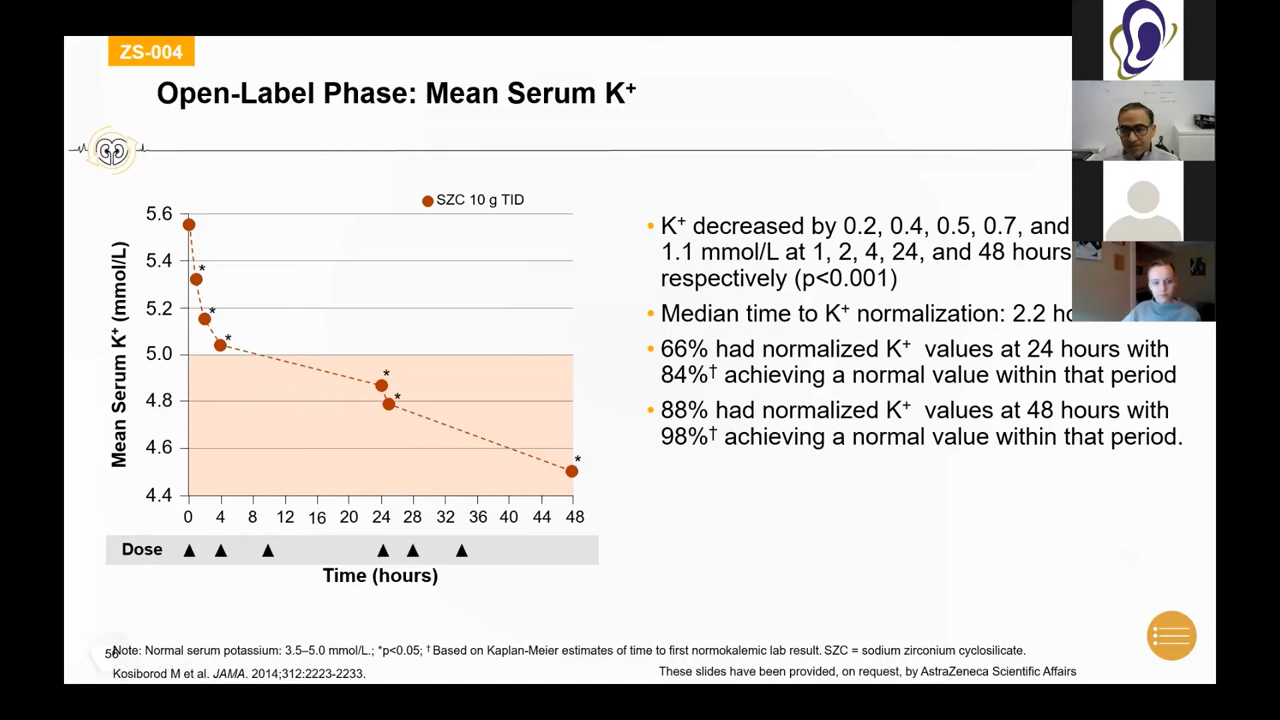 ZS-004
Open-Label Phase: Mean Serum K⁺
SZC 10 g TID
Mean Serum K⁺ (mmol/L)
5.6
5.4
5.2
5.0
4.8
4.6
4.4
*
*
*
*
*
*
0 4 8 12 16 20 24 28 32 36 40 44 48
Dose
Time (hours)
• K⁺ decreased by 0.2, 0.4, 0.5, 0.7, and
1.1 mmol/L at 1, 2, 4, 24, and 48 hours
respectively (p<0.001)
• Median time to K⁺ normalization: 2.2
• 66% had normalized K⁺ values at 24 hours with
84%† achieving a normal value within that period
• 88% had normalized K⁺ values at 48 hours with
98%† achieving a normal value within that period.
56
Note: Normal serum potassium: 3.5–5.0 mmol/L.; *p<0.05; †Based on Kaplan-Meier estimates of time to first normokalemic lab result. SZC = sodium zirconium cyclosilicate.
Kosiborod M et al. JAMA. 2014;312:2223-2233.
These slides have been provided, on request, by AstraZeneca Scientific Affairs